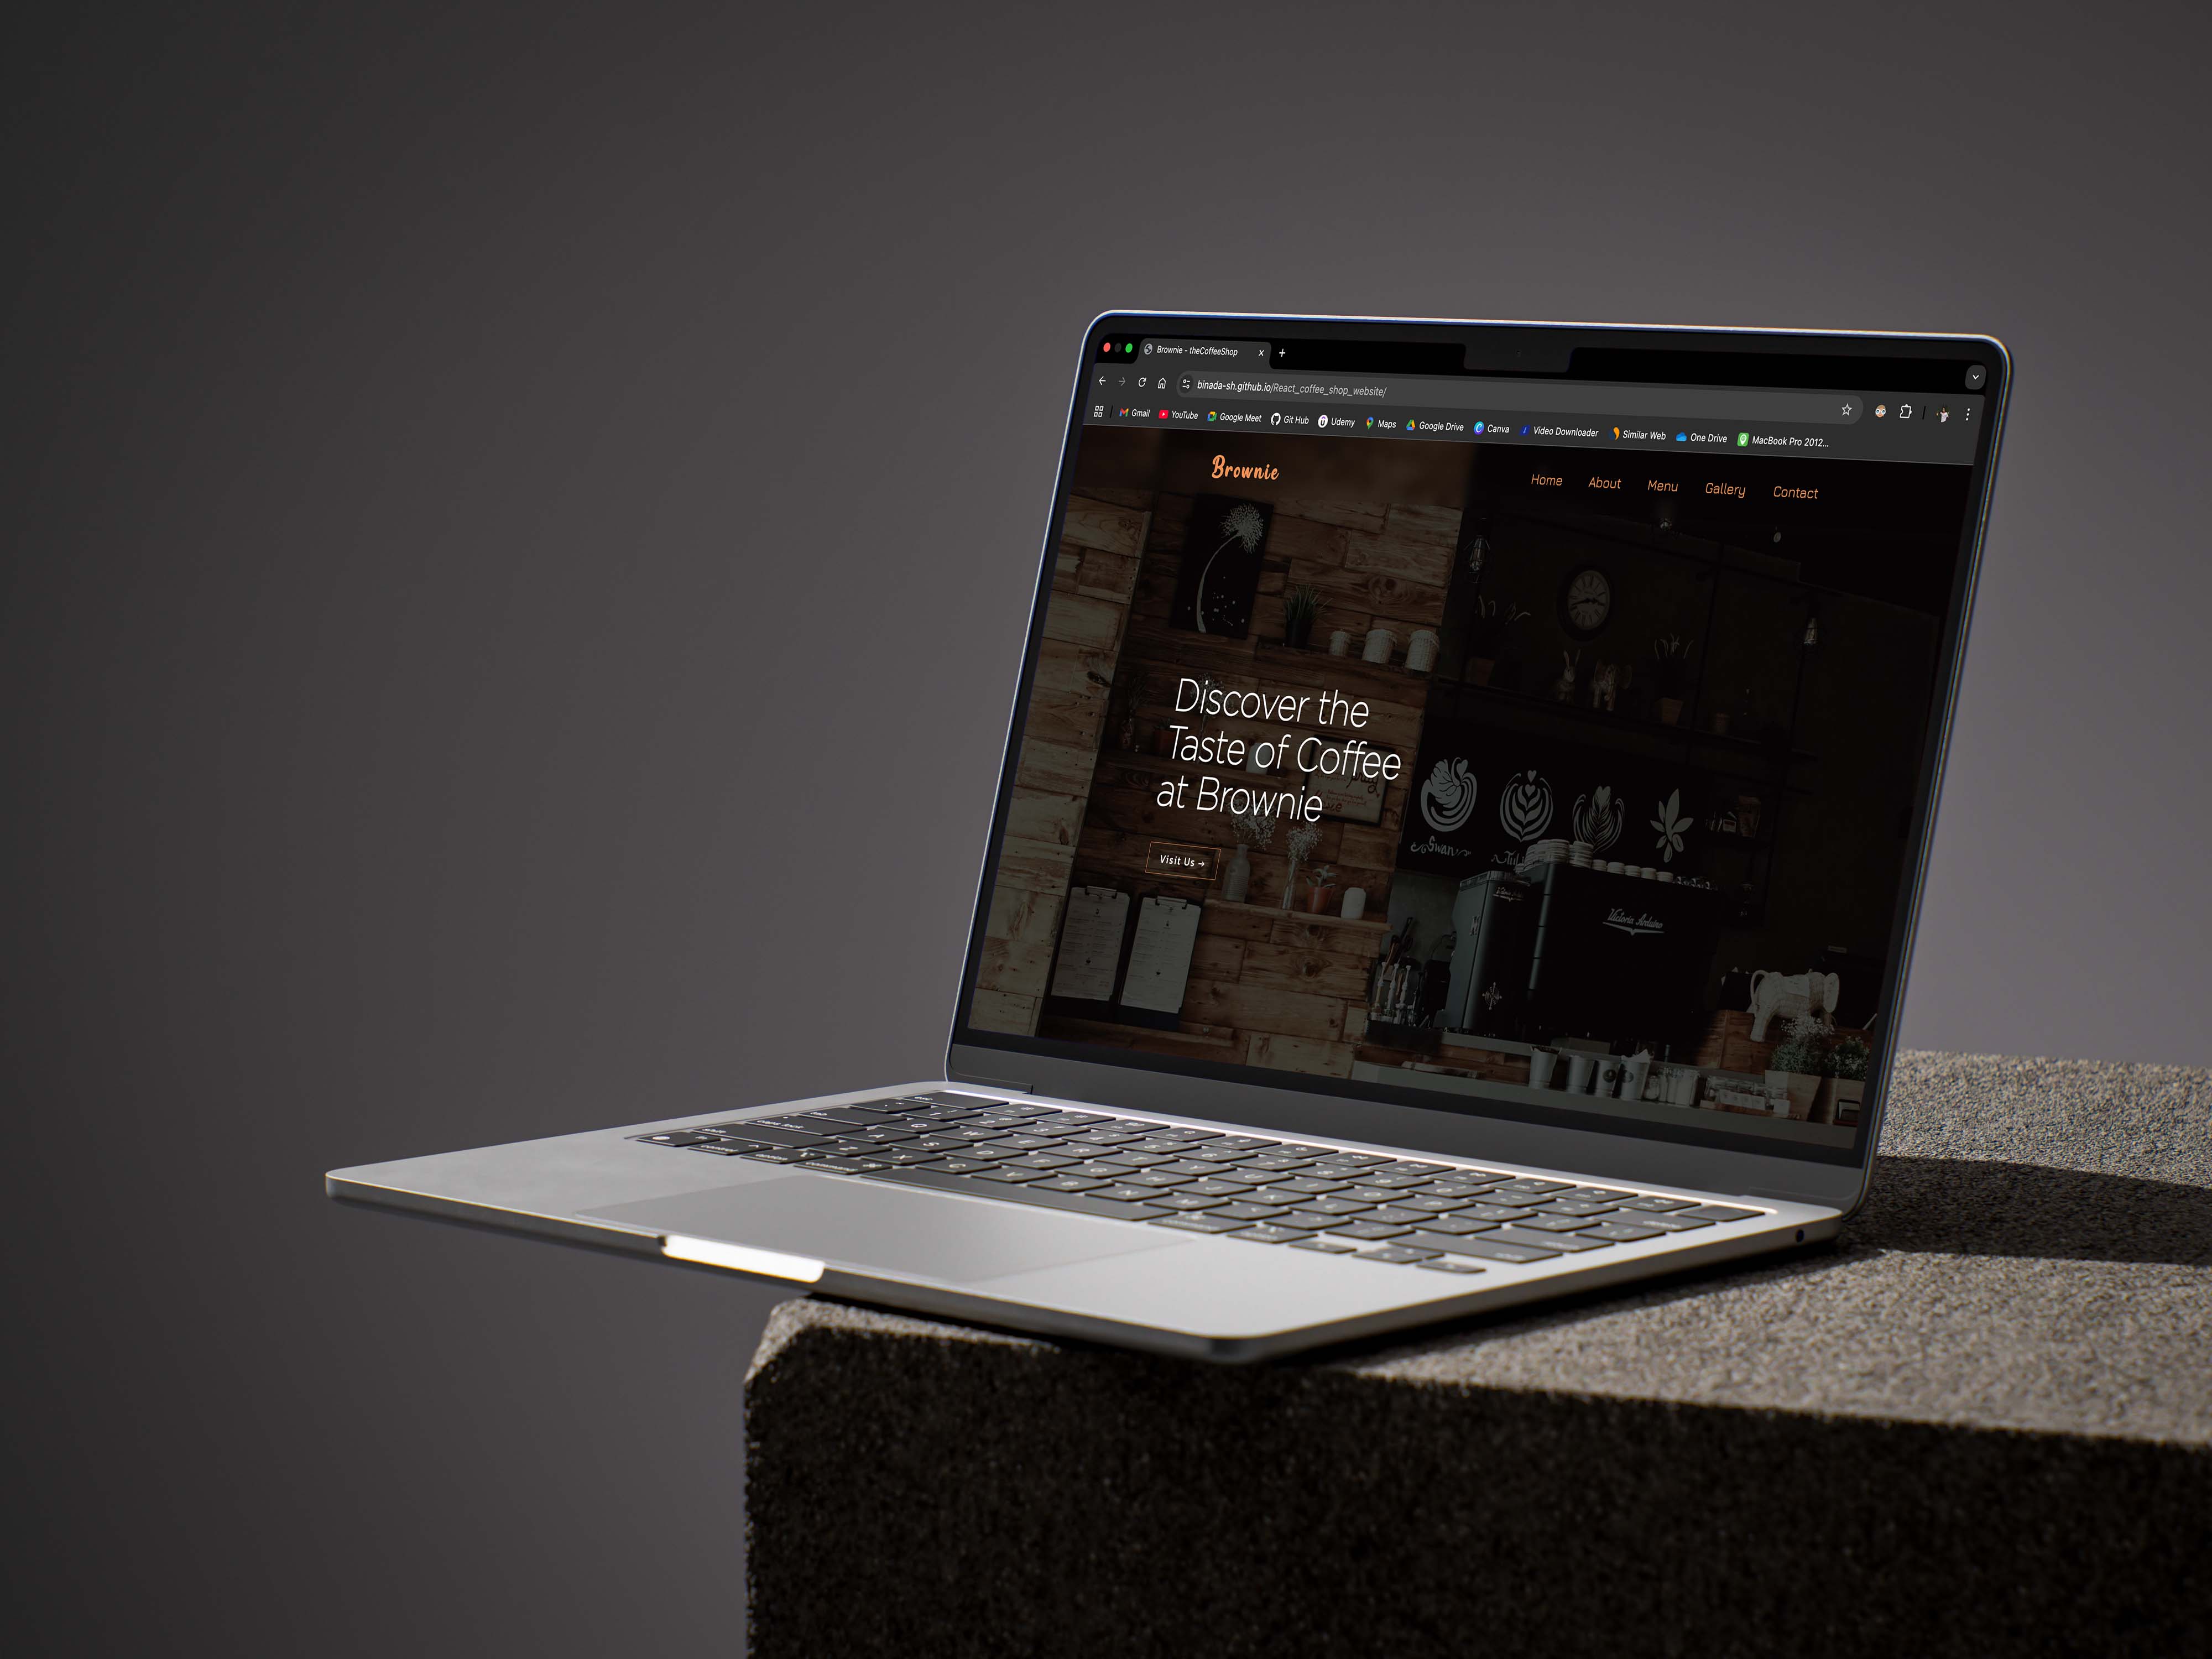 Brownie - theCoffeeShop
binada-sh.github.io/React_coffee_shop_website/
Gmail YouTube Google Meet Git Hub Udemy Maps Google Drive Canva Video Downloader Similar Web One Drive MacBook Pro 2012...
Brownie
Home About Menu Gallery Contact
Discover the
Taste of Coffee
at Brownie
Visit Us →
Swan
Victoria Arduino